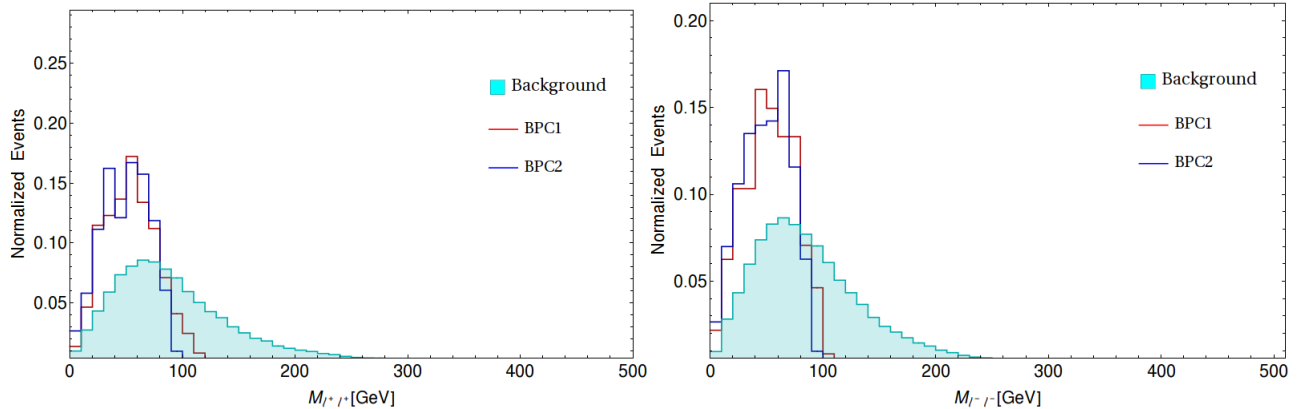 0.25
0.20
0.15
0.10
0.05
Normalized Events
Background
BPC1
BPC2
0 100 200 300 400 500
M_{l^+ l^+}[GeV]
0.20
0.15
0.10
0.05
Normalized Events
Background
BPC1
BPC2
0 100 200 300 400 500
M_{l^- l^-}[GeV]